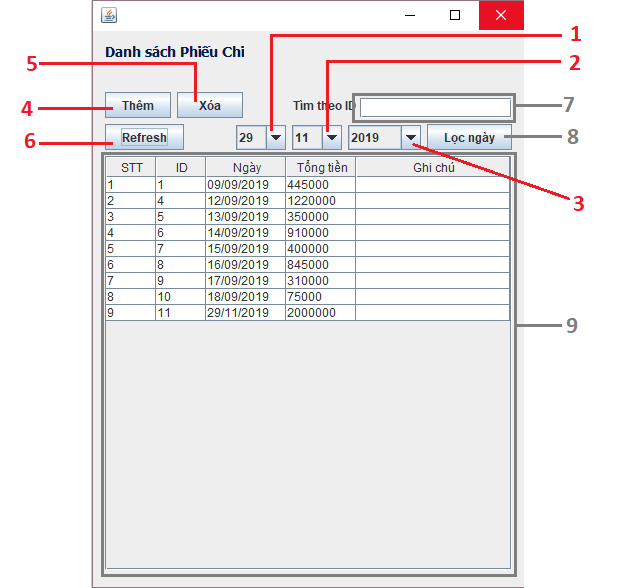 Danh sách Phiếu Chi
1
2
5
4 Thêm Xóa Tìm theo ID 7
6 Refresh 29 11 2019 Lọc ngày 8
STT ID Ngày Tổng tiền Ghi chú
1 1 09/09/2019 445000
2 4 12/09/2019 1220000
3 5 13/09/2019 350000
4 6 14/09/2019 910000
5 7 15/09/2019 400000
6 8 16/09/2019 845000
7 9 17/09/2019 310000
8 10 18/09/2019 75000
9 11 29/11/2019 2000000
3
9